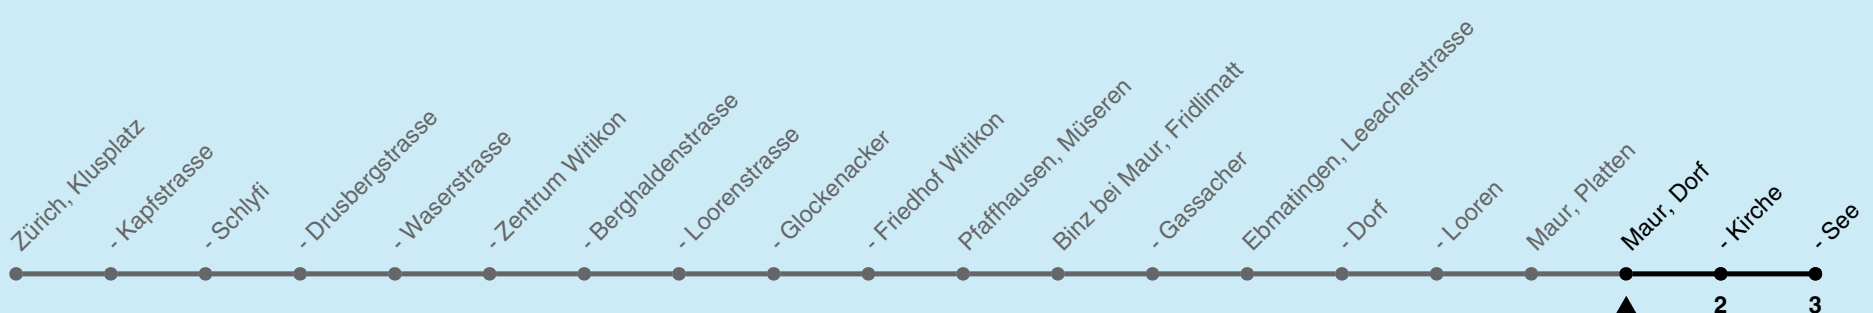 Zürich, Klusplatz
- Kapfstrasse
- Schlyfi
- Drusbergstrasse
- Waserstrasse
- Zentrum Witikon
- Berghaldenstrasse
- Loorenstrasse
- Glockenacker
- Friedhof Witikon
Pfaffhausen, Müseren
Binz bei Maur, Fridlimatt
- Gassacher
Ebmatingen, Leeacherstrasse
- Dorf
- Looren
Maur, Platten
Maur, Dorf
- Kirche
- See
2
3